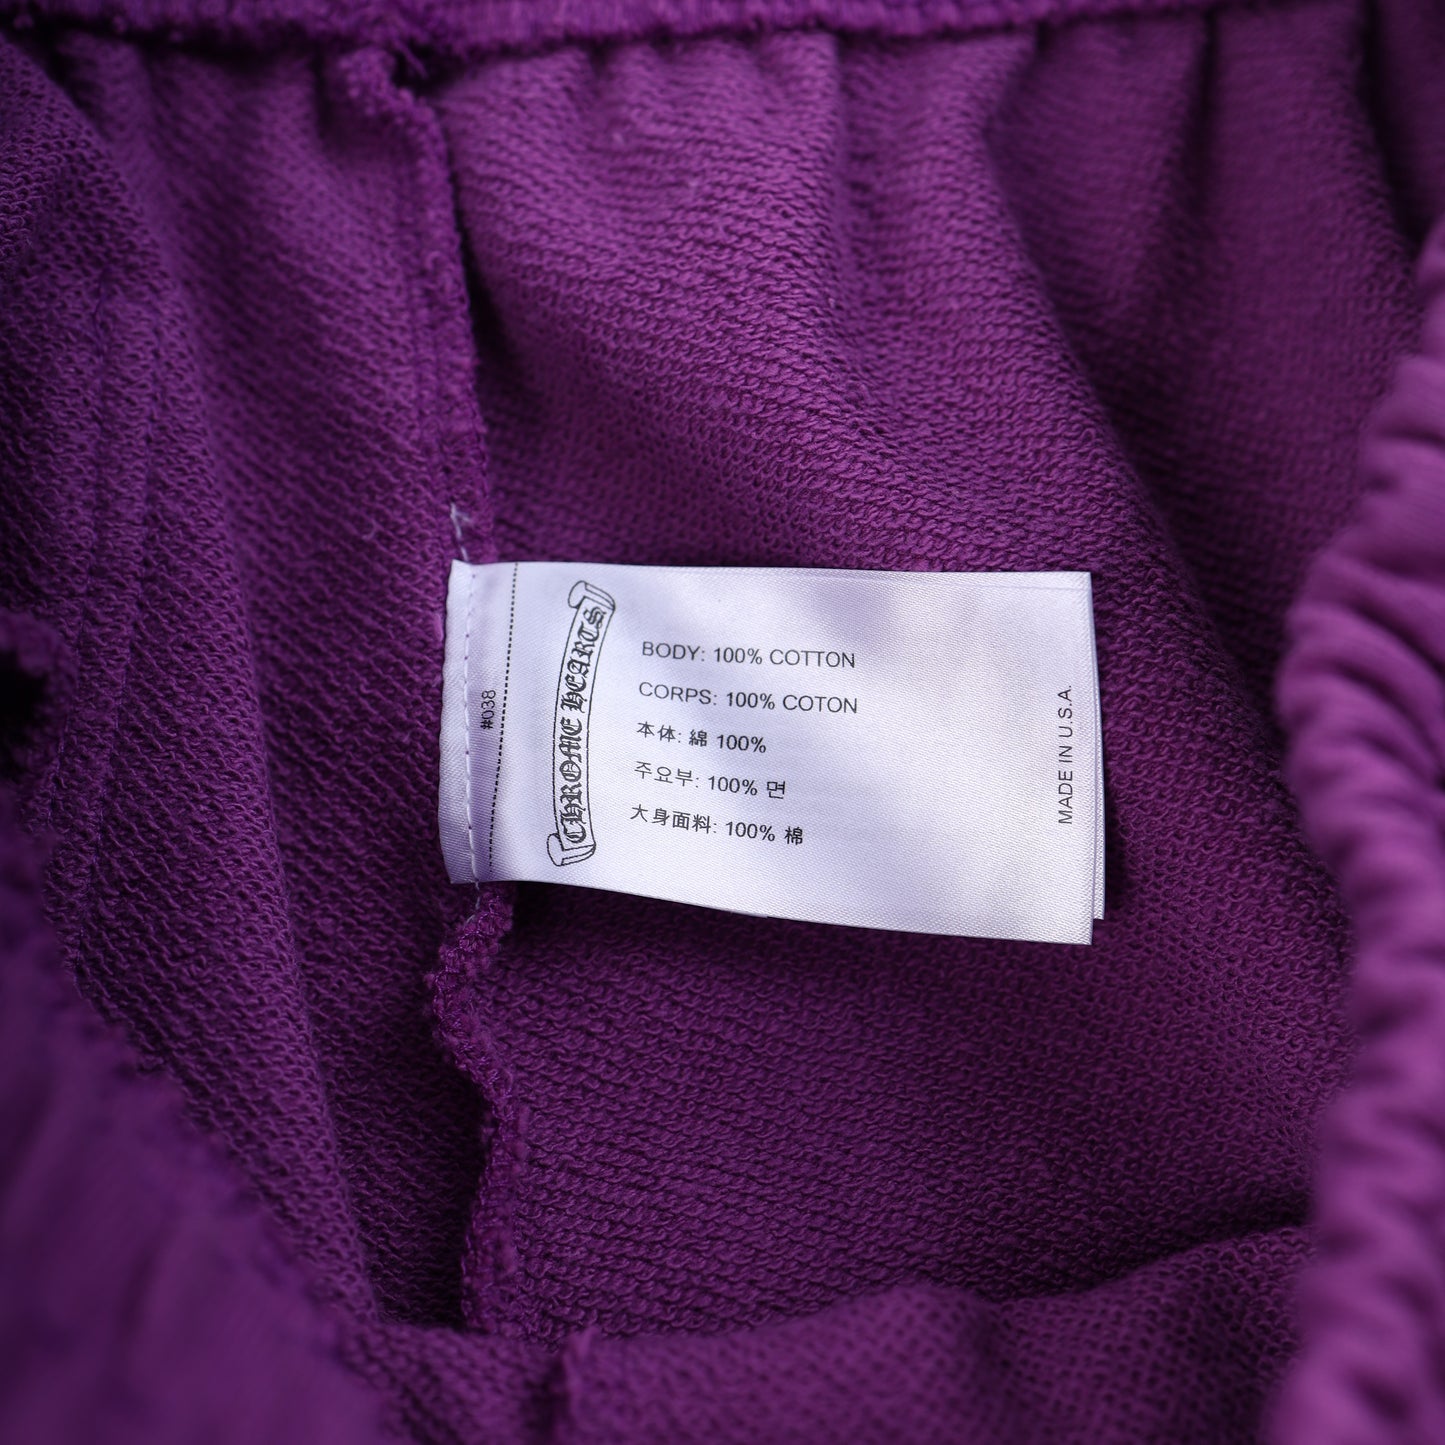 #038
CHROME HEARTS
BODY: 100% COTTON
CORPS: 100% COTON
本体: 綿 100%
주요부: 100% 면
大身面料: 100% 棉
MADE IN U.S.A.